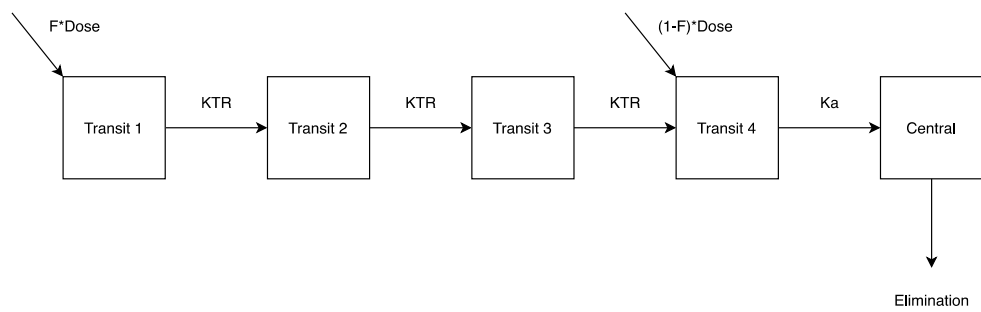 F*Dose
(1-F)*Dose
KTR
KTR
KTR
Ka
Transit 1
Transit 2
Transit 3
Transit 4
Central
Elimination